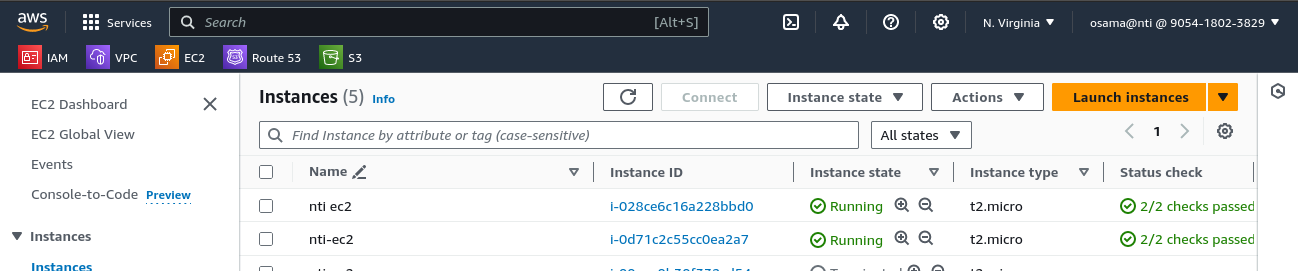 aws
Services
Search
[Alt+S]
N. Virginia
osama@nti @ 9054-1802-3829
IAM
VPC
EC2
Route 53
S3
EC2 Dashboard
EC2 Global View
Events
Console-to-Code Preview
Instances
Instances
Instances (5) Info
Connect
Instance state
Actions
Launch instances
Find Instance by attribute or tag (case-sensitive)
All states
1
Name Instance ID Instance state Instance type Status check
nti ec2 i-028ce6c16a228bbd0 Running t2.micro 2/2 checks passed
nti-ec2 i-0d71c2c55cc0ea2a7 Running t2.micro 2/2 checks passed